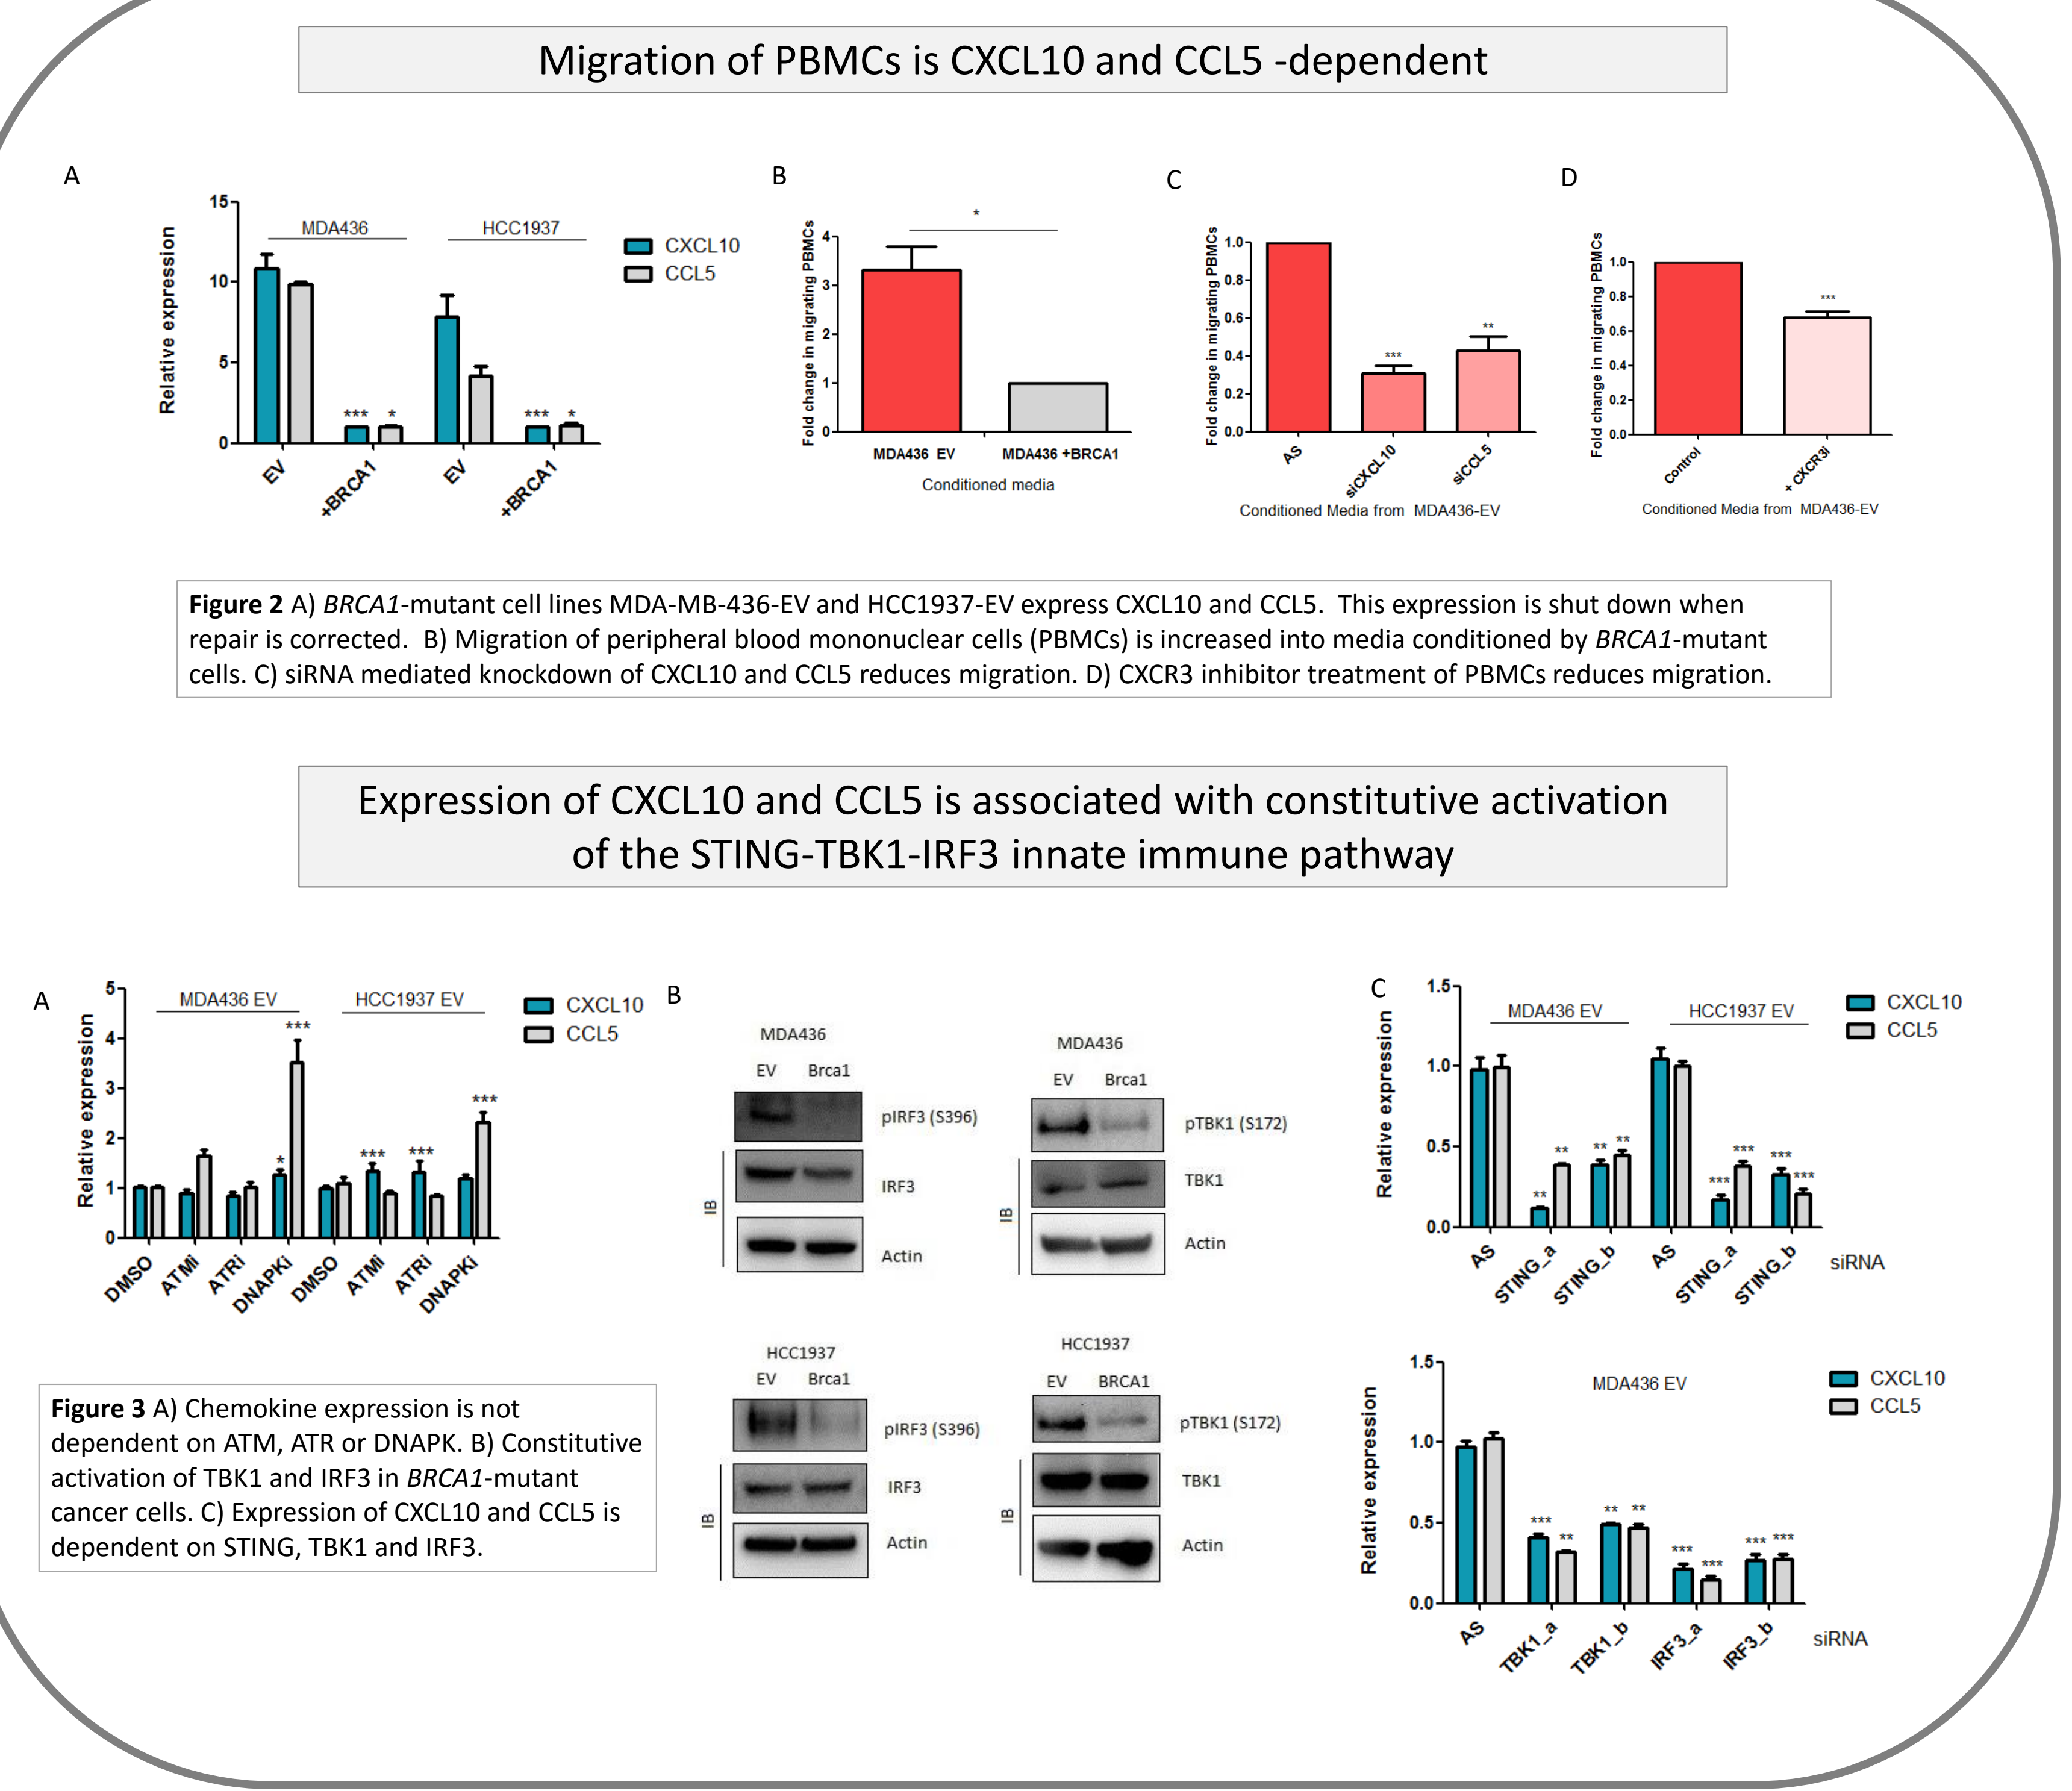 Migration of PBMCs is CXCL10 and CCL5 -dependent
A
Relative expression
15
10
5
0
MDA436
HCC1937
*** *
*** *
EV
+BRCA1
EV
+BRCA1
CXCL10
CCL5
B
Fold change in migrating PBMCs
4
3
2
1
0
*
MDA436 EV
MDA436 +BRCA1
Conditioned media
C
Fold change in migrating PBMCs
1.0
0.8
0.6
0.4
0.2
0.0
***
**
AS
siCXCL10
siCCL5
Conditioned Media from MDA436-EV
D
Fold change in migrating PBMCs
1.0
0.8
0.6
0.4
0.2
0.0
***
Control
+ CXCR3i
Conditioned Media from MDA436-EV
Figure 2 A) BRCA1-mutant cell lines MDA-MB-436-EV and HCC1937-EV express CXCL10 and CCL5. This expression is shut down when
repair is corrected. B) Migration of peripheral blood mononuclear cells (PBMCs) is increased into media conditioned by BRCA1-mutant
cells. C) siRNA mediated knockdown of CXCL10 and CCL5 reduces migration. D) CXCR3 inhibitor treatment of PBMCs reduces migration.
Expression of CXCL10 and CCL5 is associated with constitutive activation
of the STING-TBK1-IRF3 innate immune pathway
A
Relative expression
5
4
3
2
1
0
MDA436 EV
HCC1937 EV
*
***
***
***
***
DMSO
ATMi
ATRi
DNAPKi
DMSO
ATMi
ATRi
DNAPKi
CXCL10
CCL5
Figure 3 A) Chemokine expression is not
dependent on ATM, ATR or DNAPK. B) Constitutive
activation of TBK1 and IRF3 in BRCA1-mutant
cancer cells. C) Expression of CXCL10 and CCL5 is
dependent on STING, TBK1 and IRF3.
B
MDA436
EV Brca1
pIRF3 (S396)
IRF3
Actin
IB
MDA436
EV Brca1
pTBK1 (S172)
TBK1
Actin
IB
HCC1937
EV Brca1
pIRF3 (S396)
IRF3
Actin
IB
HCC1937
EV BRCA1
pTBK1 (S172)
TBK1
Actin
IB
C
Relative expression
1.5
1.0
0.5
0.0
MDA436 EV
HCC1937 EV
**
**
**
**
***
***
***
***
AS
STING_a
STING_b
AS
STING_a
STING_b
siRNA
CXCL10
CCL5
Relative expression
1.5
1.0
0.5
0.0
MDA436 EV
***
**
**
**
***
***
***
***
AS
TBK1_a
TBK1_b
IRF3_a
IRF3_b
siRNA
CXCL10
CCL5